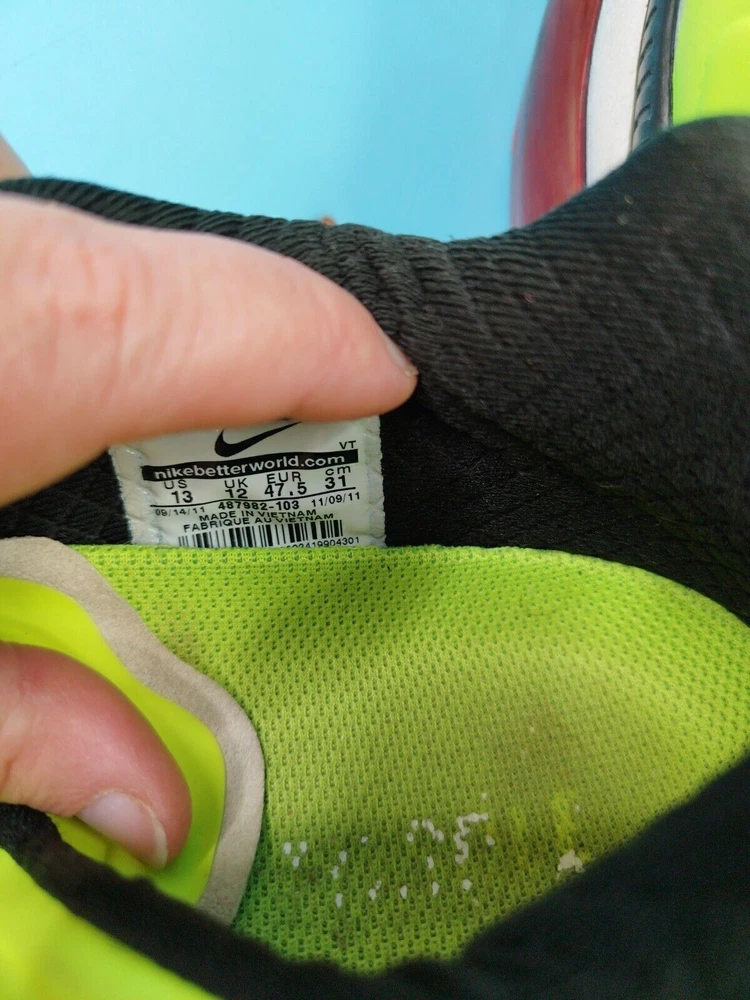 VT
nikebetterworld.com
US UK EUR cm
13 12 47.5 31
09/14/11 487982-103 11/09/11
MADE IN VIETNAM
FABRIQUE AU VIETNAM